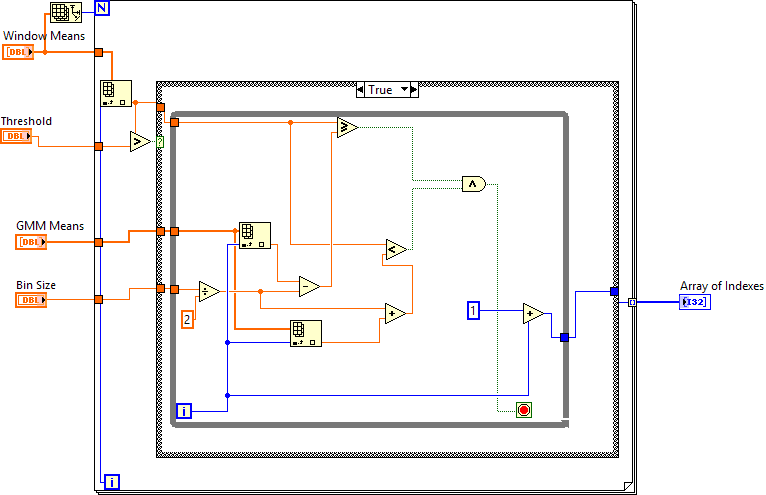 N
Window Means
DBL
True
Threshold
DBL
>
?
≥
∧
GMM Means
DBL
<
Bin Size
DBL
÷
-
Array of Indexes
I32
2
+
1
+
i
i